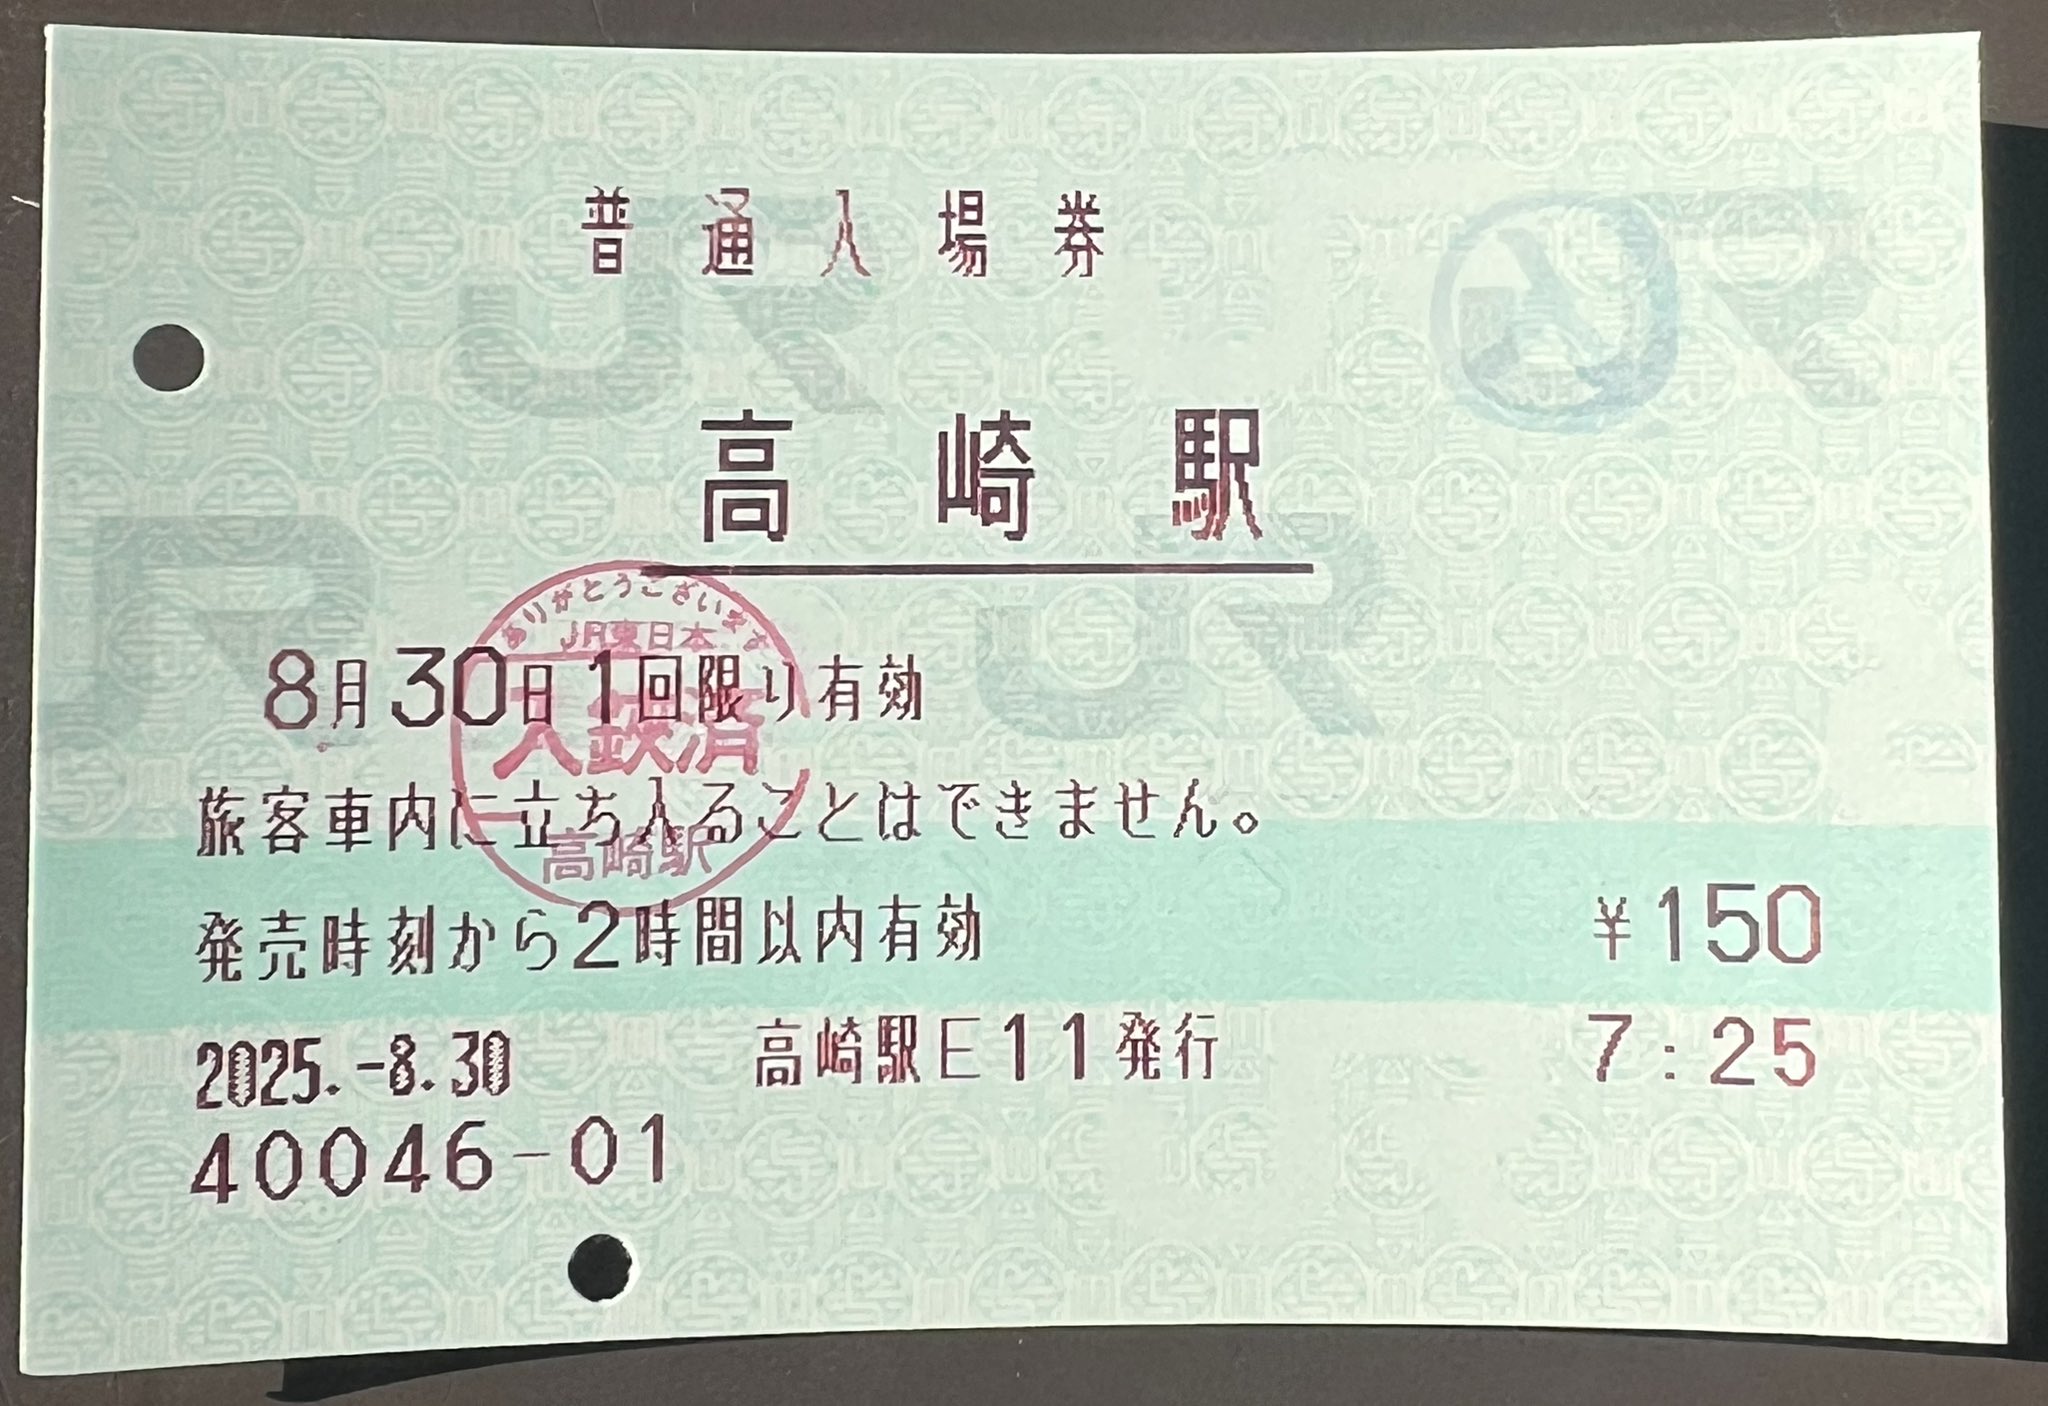 普通入場券
高崎駅
ありがとうございます
JR東日本
入鋏済
高崎駅
8月30日1回限り有効
旅客車内に立ち入ることはできません。
発売時刻から2時間以内有効 ¥150
2025.-8.30 高崎駅E11発行 7:25
40046-01